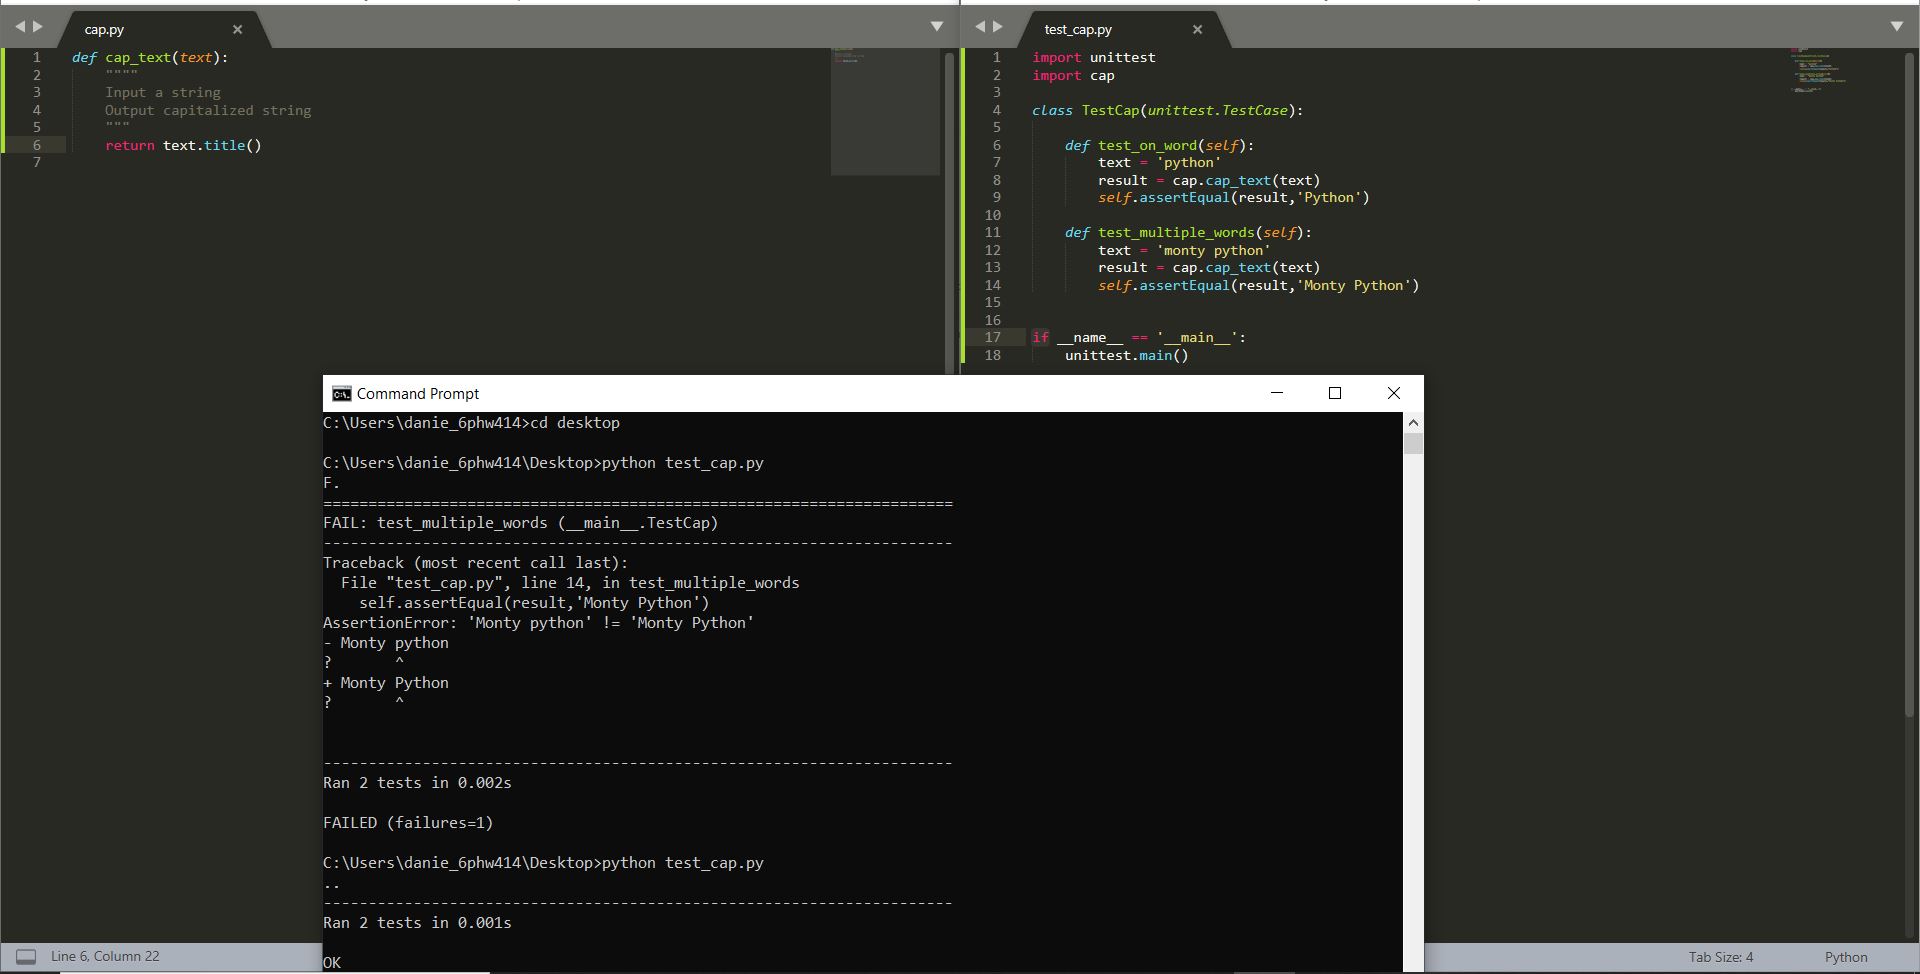 cap.py
1 def cap_text(text):
2 """"
3 Input a string
4 Output capitalized string
5 """
6 return text.title()
7
test_cap.py
1 import unittest
2 import cap
3
4 class TestCap(unittest.TestCase):
5
6 def test_on_word(self):
7 text = 'python'
8 result = cap.cap_text(text)
9 self.assertEqual(result,'Python')
10
11 def test_multiple_words(self):
12 text = 'monty python'
13 result = cap.cap_text(text)
14 self.assertEqual(result,'Monty Python')
15
16
17 if __name__ == '__main__':
18 unittest.main()
Command Prompt
C:\Users\danie_6phw414>cd desktop
C:\Users\danie_6phw414\Desktop>python test_cap.py
F.
======================================================================
FAIL: test_multiple_words (__main__.TestCap)
----------------------------------------------------------------------
Traceback (most recent call last):
File "test_cap.py", line 14, in test_multiple_words
self.assertEqual(result,'Monty Python')
AssertionError: 'Monty python' != 'Monty Python'
- Monty python
? ^
+ Monty Python
? ^
----------------------------------------------------------------------
Ran 2 tests in 0.002s
FAILED (failures=1)
C:\Users\danie_6phw414\Desktop>python test_cap.py
..
----------------------------------------------------------------------
Ran 2 tests in 0.001s
OK
Line 6, Column 22
Tab Size: 4
Python